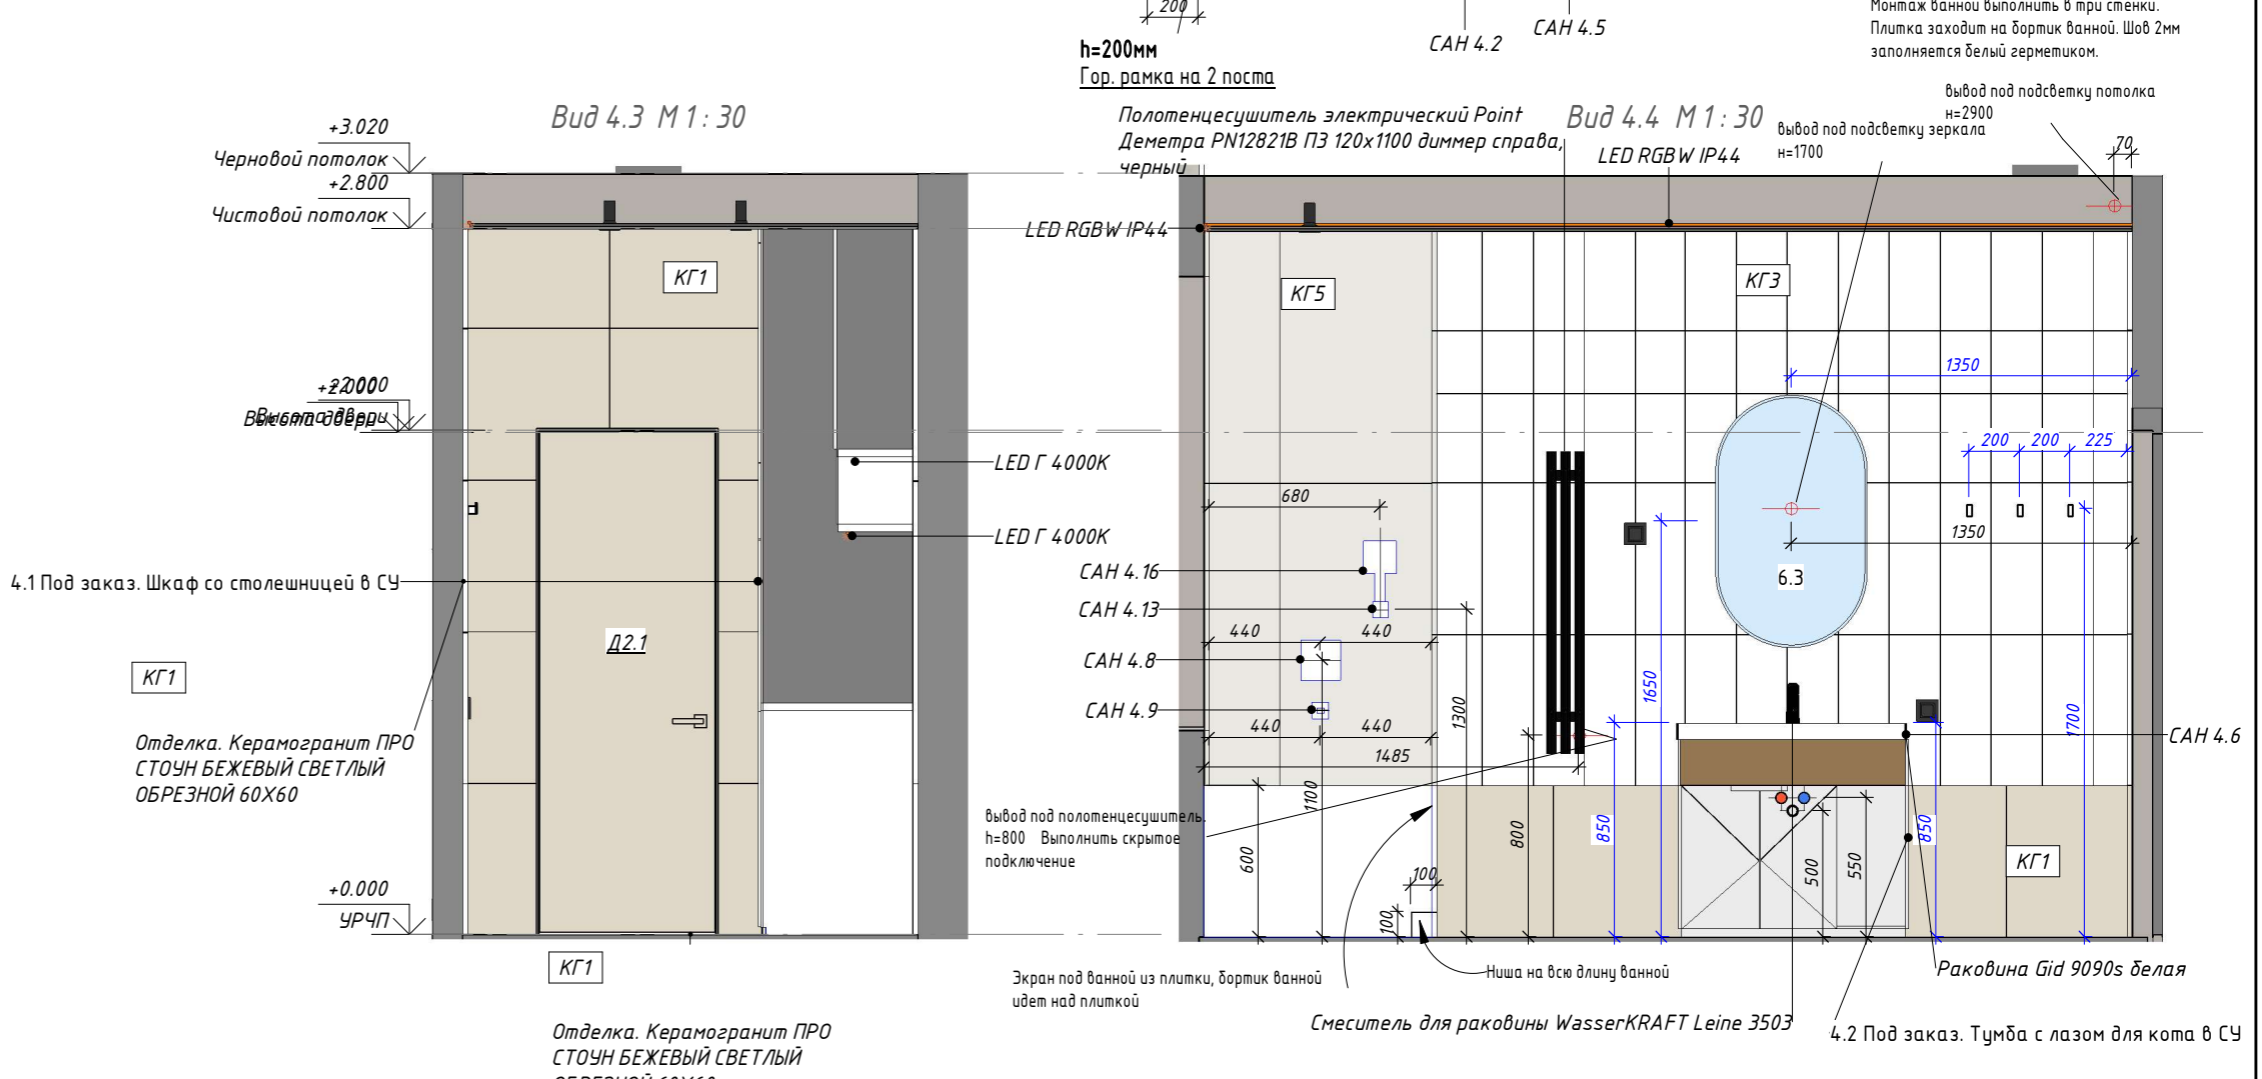 200
h=200мм
Гор. рамка на 2 поста
САН 4.2
САН 4.5
Монтаж ванной выполнить в три стенки.
Плитка заходит на бортик ванной. Шов 2мм
заполняется белый герметиком.
Вид 4.3 М 1 : 30
+3.020
Черновой потолок
+2.800
Чистовой потолок
+2.000
Высота двери
КГ1
LED Г 4000К
LED Г 4000К
4.1 Под заказ. Шкаф со столешницей в СУ
Д2.1
КГ1
Отделка. Керамогранит ПРО
СТОУН БЕЖЕВЫЙ СВЕТЛЫЙ
ОБРЕЗНОЙ 60Х60
+0.000
УРЧП
КГ1
Отделка. Керамогранит ПРО
СТОУН БЕЖЕВЫЙ СВЕТЛЫЙ
ОБРЕЗНОЙ 60Х60
Полотенцесушитель электрический Point
Деметра PN12821B П3 120x1100 диммер справа,
черный
Вид 4.4 М 1 : 30
LED RGBW IP44
вывод под подсветку зеркала
н=1700
вывод под подсветку потолка
н=2900
70
LED RGBW IP44
КГ5
КГ3
1350
200
200
225
680
1350
САН 4.16
6.3
САН 4.13
440
440
САН 4.8
1650
1300
САН 4.9
1700
440
440
САН 4.6
1485
1100
вывод под полотенцесушитель.
h=800 Выполнить скрытое
подключение
600
800
850
500
550
850
КГ1
100
100
Экран под ванной из плитки, бортик ванной
идет над плиткой
Ниша на всю длину ванной
Раковина Gid 9090s белая
Смеситель для раковины WasserKRAFT Leine 3503
4.2 Под заказ. Тумба с лазом для кота в СУ